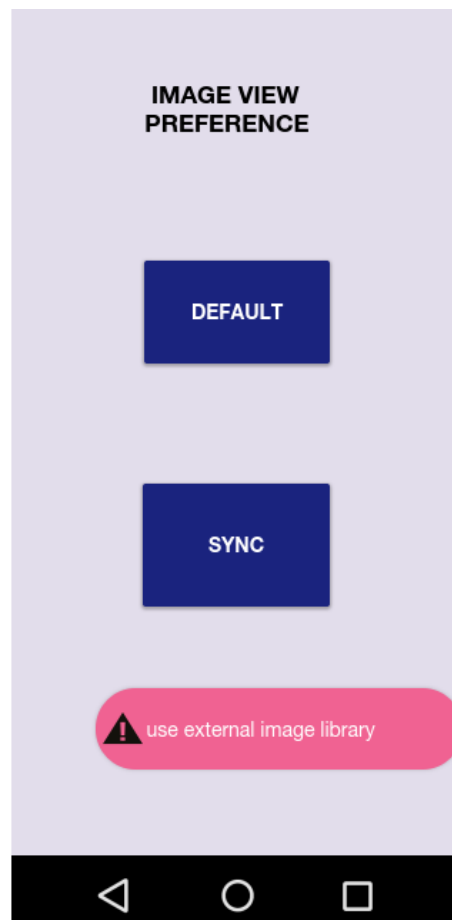 IMAGE VIEW
PREFERENCE
DEFAULT
SYNC
use external image library